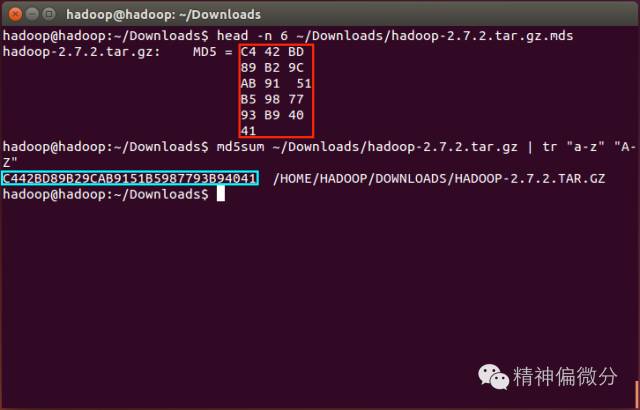 hadoop@hadoop: ~/Downloads
hadoop@hadoop:~/Downloads$ head -n 6 ~/Downloads/hadoop-2.7.2.tar.gz.mds
hadoop-2.7.2.tar.gz:    MD5 = C4 42 BD
89 B2 9C
AB 91  51
B5 98 77
93 B9 40
41
hadoop@hadoop:~/Downloads$ md5sum ~/Downloads/hadoop-2.7.2.tar.gz | tr "a-z" "A-
Z"
C442BD89B29CAB9151B5987793B94041  /HOME/HADOOP/DOWNLOADS/HADOOP-2.7.2.TAR.GZ
hadoop@hadoop:~/Downloads$
精神偏微分